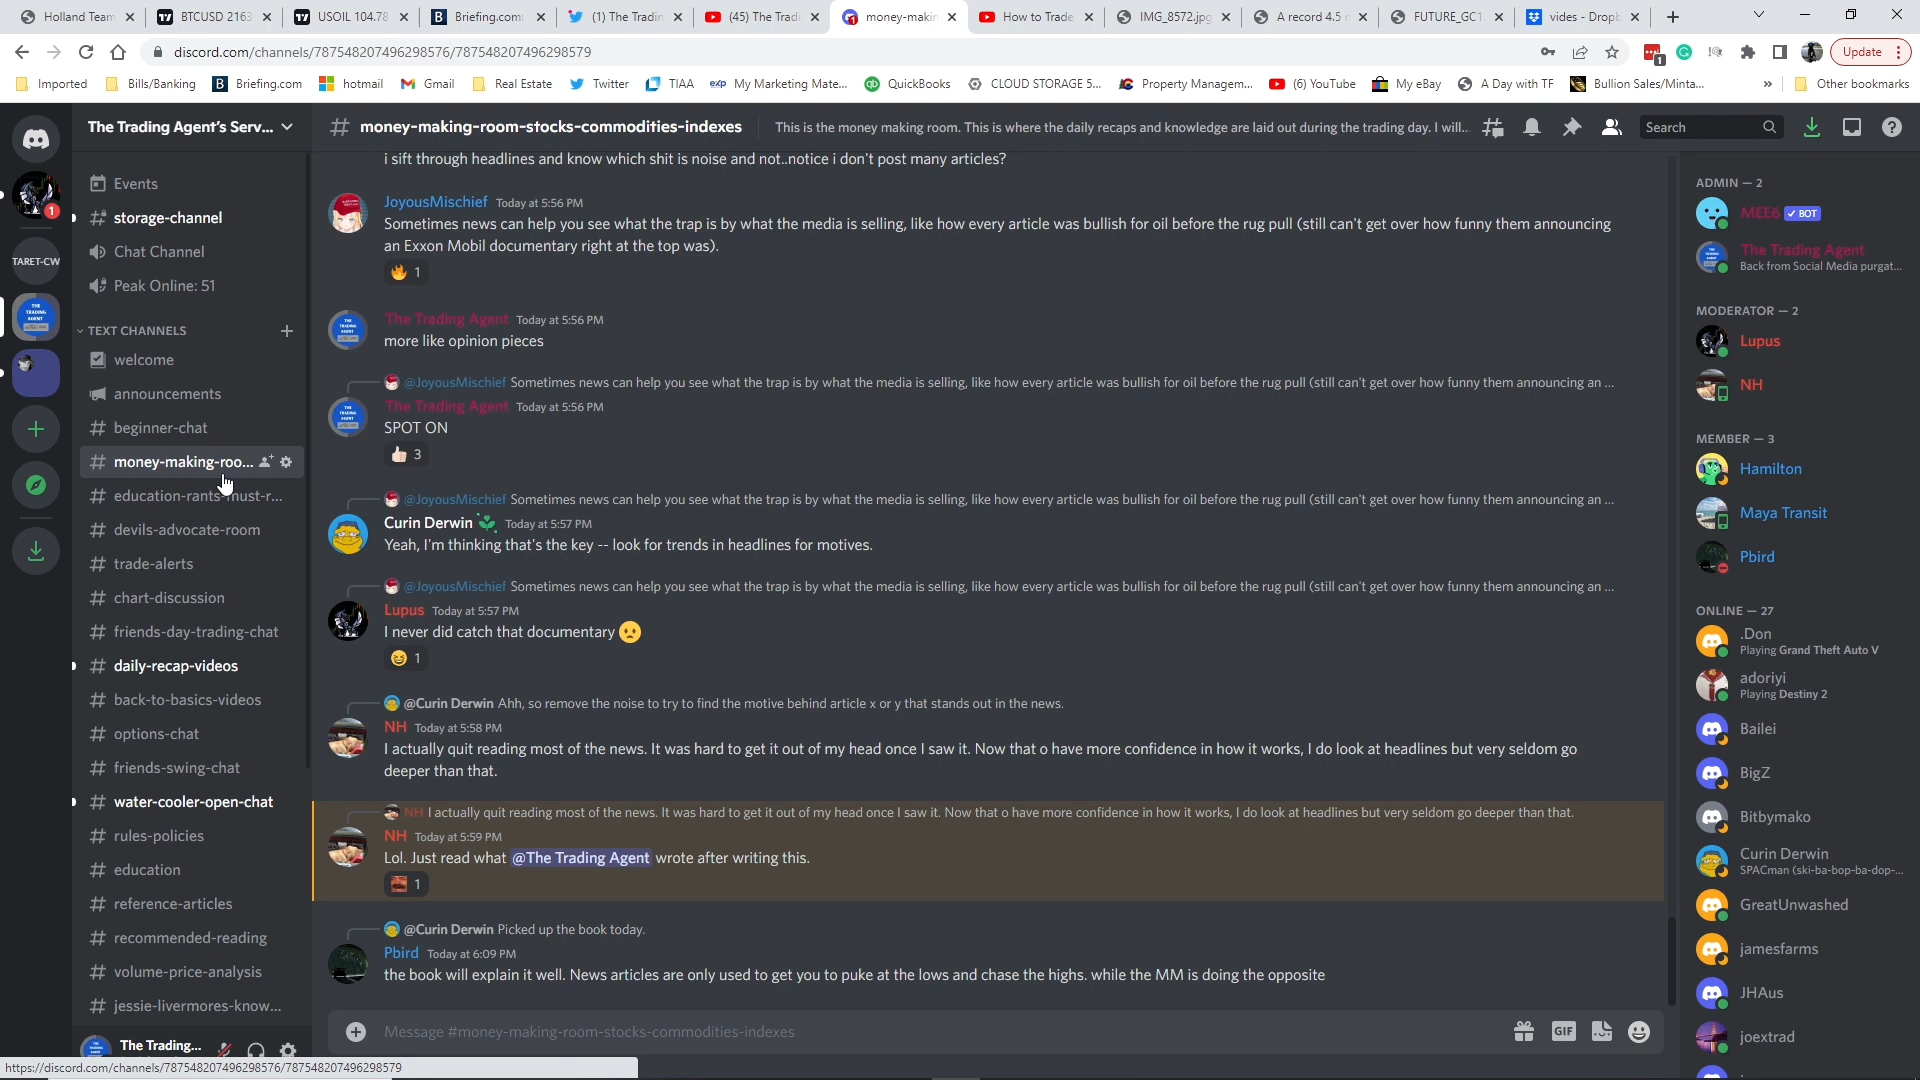 Holland Team
BTCUSD 2163
USOIL 104.78
Briefing.com:
(1) The Tradin
(45) The Tradi
money-makin
How to Trade
IMG_8572.jpg
A record 4.5
FUTURE_GC1
vides - Dropb
discord.com/channels/787548207496298576/787548207496298579
Update
Imported
Bills/Banking
Briefing.com
hotmail
Gmail
Real Estate
Twitter
TIAA
My Marketing Mate...
QuickBooks
CLOUD STORAGE 5...
Property Managem...
(6) YouTube
My eBay
A Day with TF
Bullion Sales/Minta...
»
Other bookmarks
The Trading Agent's Serv...
# money-making-room-stocks-commodities-indexes
This is the money making room. This is where the daily recaps and knowledge are laid out during the trading day. I will...
Search
1
TARET-CW
Events
storage-channel
Chat Channel
Peak Online: 51
TEXT CHANNELS
welcome
announcements
# beginner-chat
# money-making-roo...
# education-rants-must-r...
# devils-advocate-room
# trade-alerts
# chart-discussion
# friends-day-trading-chat
# daily-recap-videos
# back-to-basics-videos
# options-chat
# friends-swing-chat
# water-cooler-open-chat
# rules-policies
# education
# reference-articles
# recommended-reading
# volume-price-analysis
# jessie-livermores-know...
The Trading...
https://discord.com/channels/787548207496298576/787548207496298579
i sift through headlines and know which shit is noise and not..notice i don't post many articles?
JoyousMischief Today at 5:56 PM
Sometimes news can help you see what the trap is by what the media is selling, like how every article was bullish for oil before the rug pull (still can't get over how funny them announcing
an Exxon Mobil documentary right at the top was).
1
The Trading Agent Today at 5:56 PM
more like opinion pieces
@JoyousMischief Sometimes news can help you see what the trap is by what the media is selling, like how every article was bullish for oil before the rug pull (still can't get over how funny them announcing an ...
The Trading Agent Today at 5:56 PM
SPOT ON
3
@JoyousMischief Sometimes news can help you see what the trap is by what the media is selling, like how every article was bullish for oil before the rug pull (still can't get over how funny them announcing an ...
Curin Derwin Today at 5:57 PM
Yeah, I'm thinking that's the key -- look for trends in headlines for motives.
@JoyousMischief Sometimes news can help you see what the trap is by what the media is selling, like how every article was bullish for oil before the rug pull (still can't get over how funny them announcing an ...
Lupus Today at 5:57 PM
I never did catch that documentary
1
@Curin Derwin Ahh, so remove the noise to try to find the motive behind article x or y that stands out in the news.
NH Today at 5:58 PM
I actually quit reading most of the news. It was hard to get it out of my head once I saw it. Now that o have more confidence in how it works, I do look at headlines but very seldom go
deeper than that.
NH I actually quit reading most of the news. It was hard to get it out of my head once I saw it. Now that o have more confidence in how it works, I do look at headlines but very seldom go deeper than that.
NH Today at 5:59 PM
Lol. Just read what @The Trading Agent wrote after writing this.
1
@Curin Derwin Picked up the book today.
Pbird Today at 6:09 PM
the book will explain it well. News articles are only used to get you to puke at the lows and chase the highs. while the MM is doing the opposite
Message #money-making-room-stocks-commodities-indexes
GIF
ADMIN — 2
MEE6 ✓ BOT
The Trading Agent
Back from Social Media purgat...
MODERATOR — 2
Lupus
NH
MEMBER — 3
Hamilton
Maya Transit
Pbird
ONLINE — 27
.Don
Playing Grand Theft Auto V
adoriyi
Playing Destiny 2
Bailei
BigZ
Bitbymako
Curin Derwin
SPACman (ski-ba-bop-ba-dop-...
GreatUnwashed
jamesfarms
JHAus
joextrad